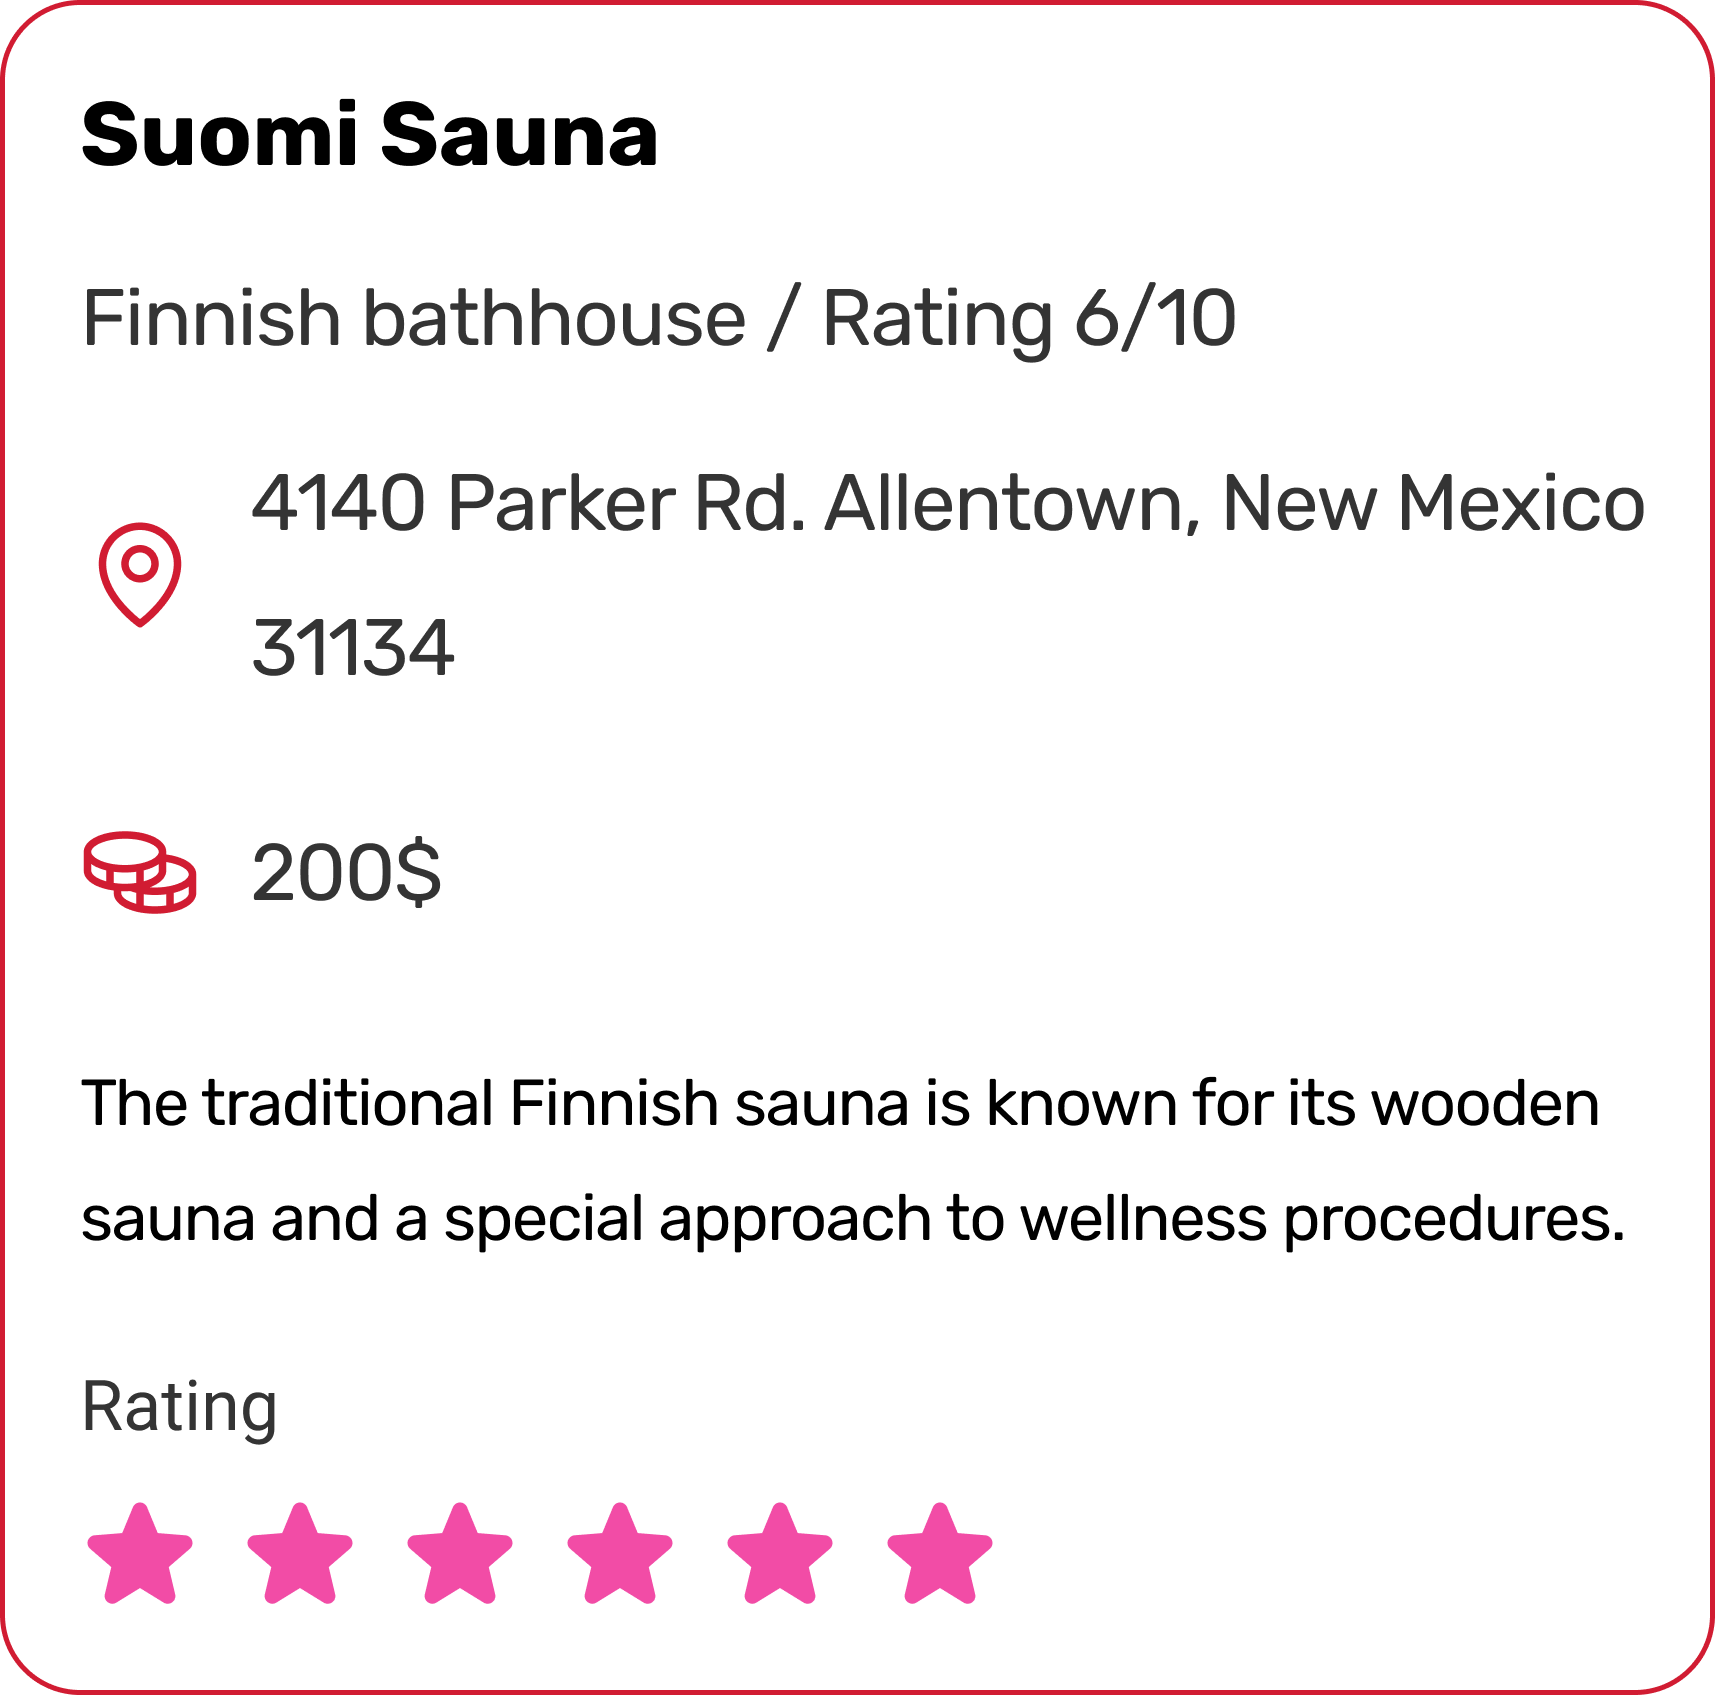 Suomi Sauna
Finnish bathhouse / Rating 6/10
4140 Parker Rd. Allentown, New Mexico
31134
200$
The traditional Finnish sauna is known for its wooden
sauna and a special approach to wellness procedures.
Rating